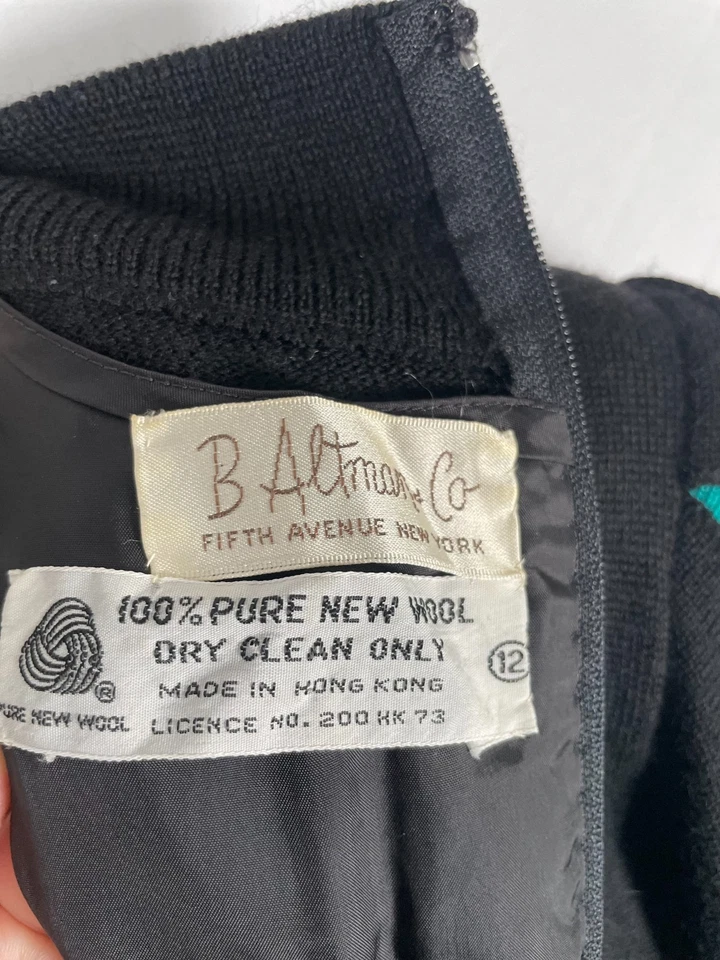 B Altman & Co
FIFTH AVENUE NEW YORK
100% PURE NEW WOOL
DRY CLEAN ONLY
12
MADE IN HONG KONG
®
PURE NEW WOOL
LICENCE NO. 200 HK 73